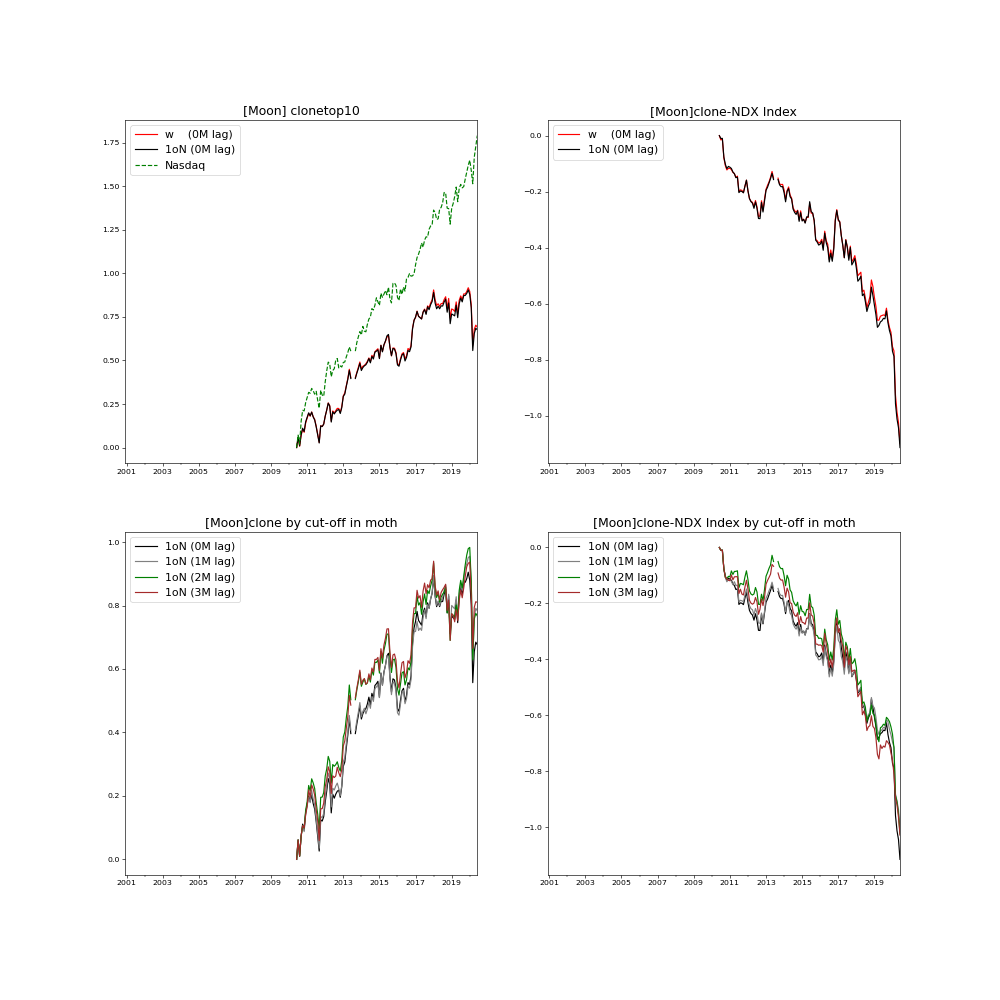 [Moon] clonetop10
w    (0M lag)
1oN (0M lag)
Nasdaq
1.75
1.50
1.25
1.00
0.75
0.50
0.25
0.00
2001 2003 2005 2007 2009 2011 2013 2015 2017 2019
[Moon]clone-NDX Index
w    (0M lag)
1oN (0M lag)
0.0
−0.2
−0.4
−0.6
−0.8
−1.0
2001 2003 2005 2007 2009 2011 2013 2015 2017 2019
[Moon]clone by cut-off in moth
1oN (0M lag)
1oN (1M lag)
1oN (2M lag)
1oN (3M lag)
1.0
0.8
0.6
0.4
0.2
0.0
2001 2003 2005 2007 2009 2011 2013 2015 2017 2019
[Moon]clone-NDX Index by cut-off in moth
1oN (0M lag)
1oN (1M lag)
1oN (2M lag)
1oN (3M lag)
0.0
−0.2
−0.4
−0.6
−0.8
−1.0
2001 2003 2005 2007 2009 2011 2013 2015 2017 2019